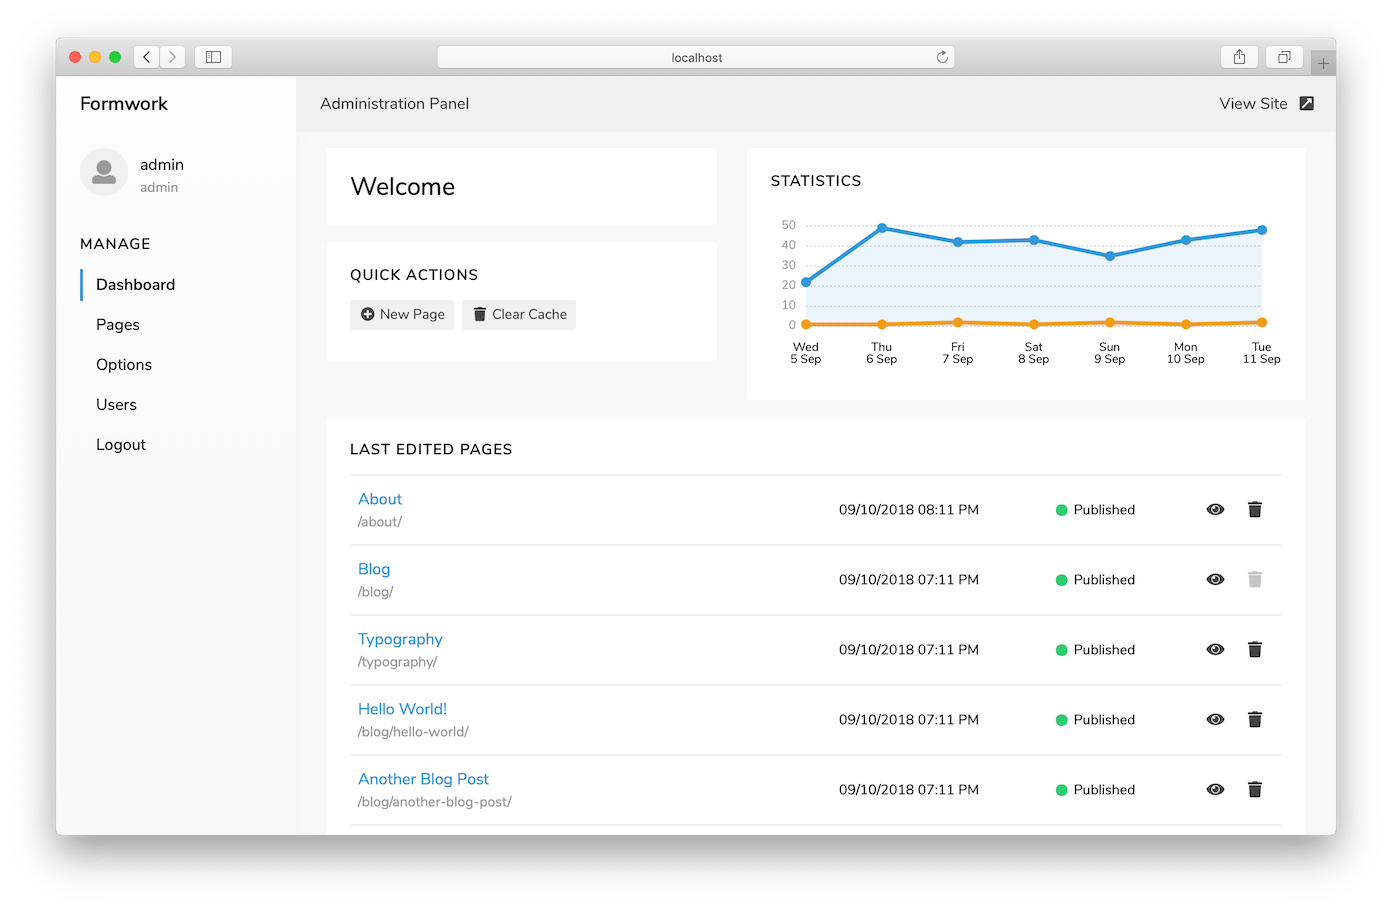 localhost
Formwork
Administration Panel
View Site
admin
admin
MANAGE
Dashboard
Pages
Options
Users
Logout
Welcome
QUICK ACTIONS
New Page
Clear Cache
STATISTICS
50
40
30
20
10
0
Wed
5 Sep
Thu
6 Sep
Fri
7 Sep
Sat
8 Sep
Sun
9 Sep
Mon
10 Sep
Tue
11 Sep
LAST EDITED PAGES
About
/about/
09/10/2018 08:11 PM
Published
Blog
/blog/
09/10/2018 07:11 PM
Published
Typography
/typography/
09/10/2018 07:11 PM
Published
Hello World!
/blog/hello-world/
09/10/2018 07:11 PM
Published
Another Blog Post
/blog/another-blog-post/
09/10/2018 07:11 PM
Published